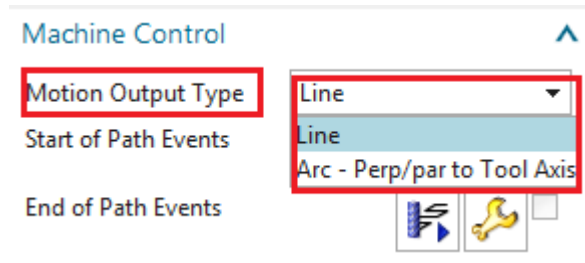 Machine Control
Motion Output Type
Line
Start of Path Events
Line
Arc - Perp/par to Tool Axis
End of Path Events